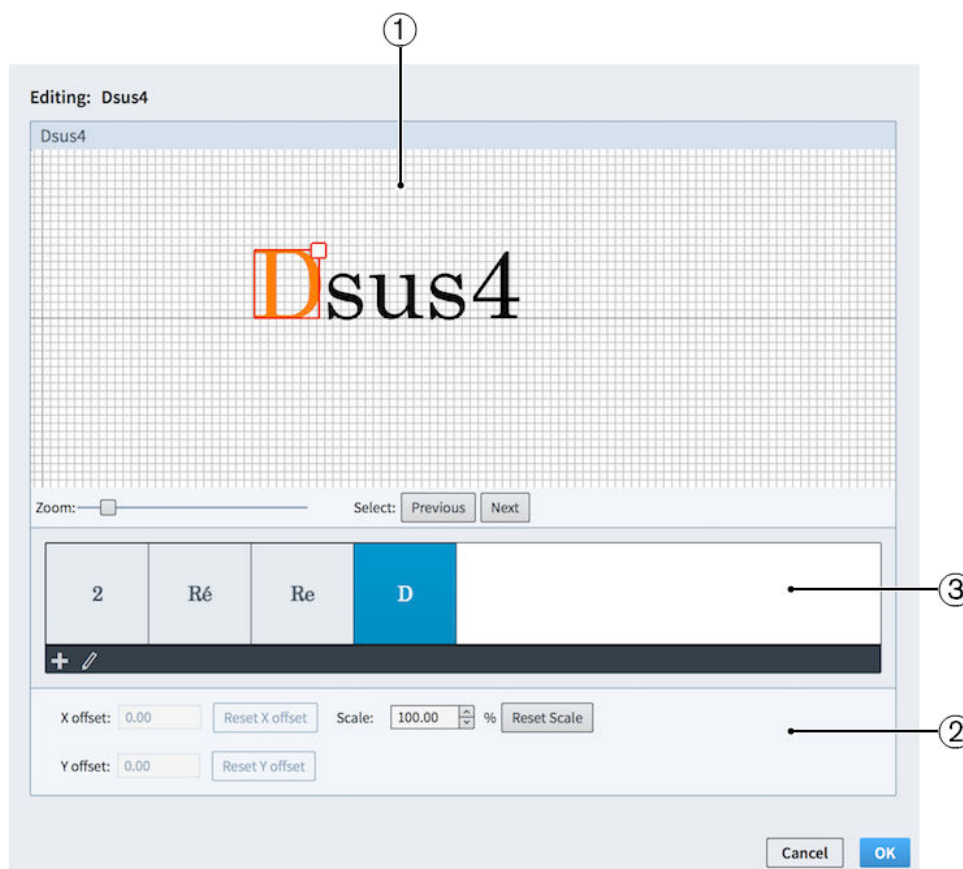 ①
Editing: Dsus4
Dsus4
Dsus4
Zoom: Select: Previous Next
2 Ré Re D
③
X offset: 0.00 Reset X offset Scale: 100.00 % Reset Scale
②
Y offset: 0.00 Reset Y offset
Cancel OK